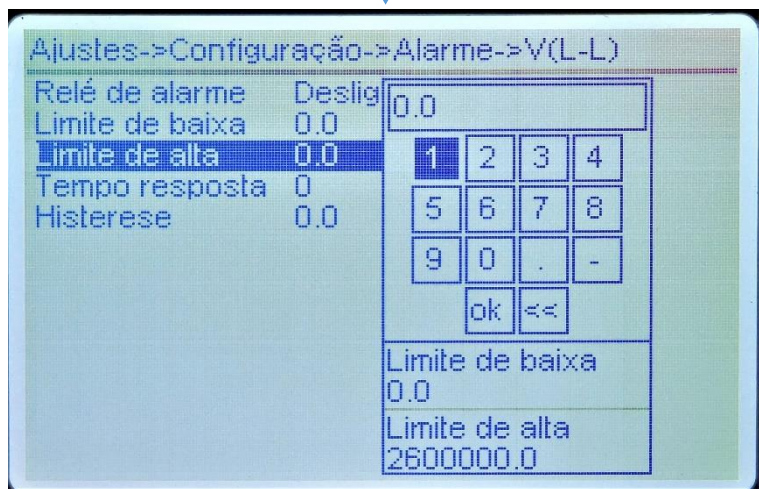 Ajustes->Configuração->Alarme->V(L-L)
Relé de alarme Deslig
Limite de baixa 0.0
Limite de alta 0.0
Tempo resposta 0
Histerese 0.0
0.0
1 2 3 4
5 6 7 8
9 0 . -
ok <<
Limite de baixa
0.0
Limite de alta
2600000.0